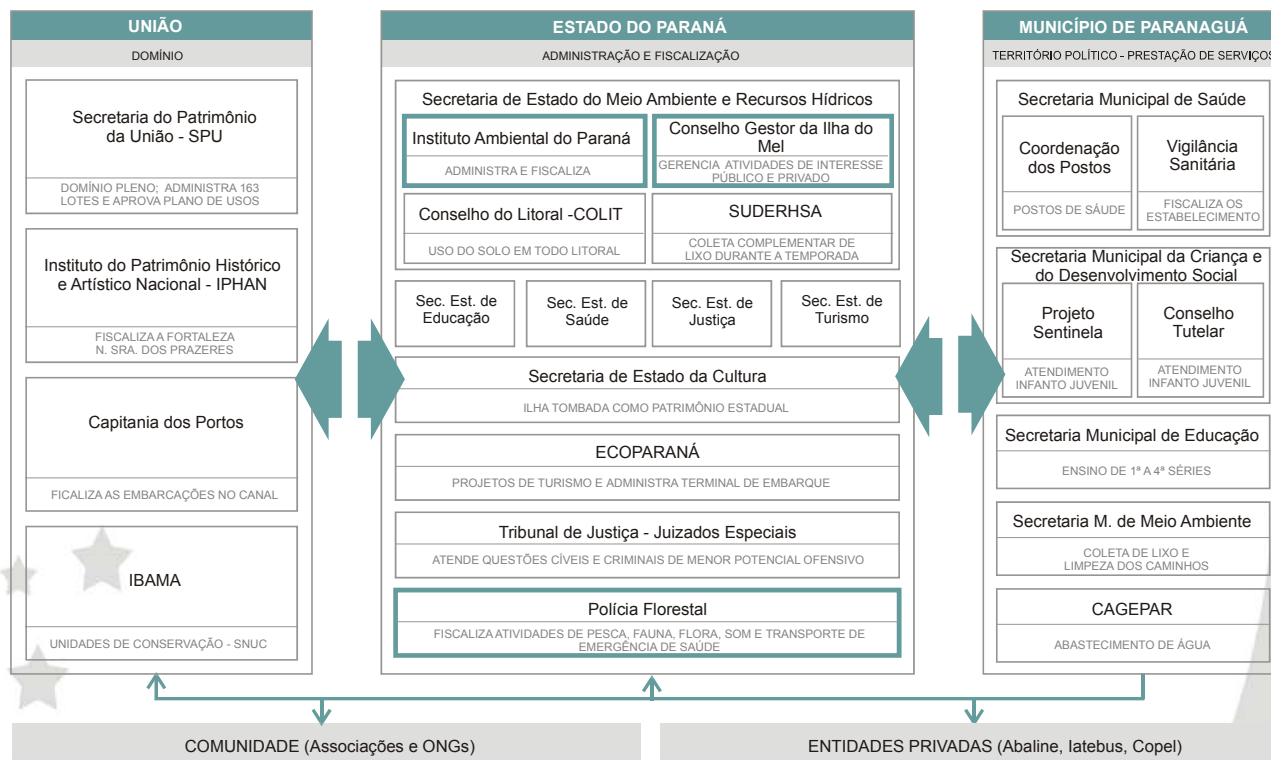 UNIÃO
DOMÍNIO
Secretaria do Patrimônio
da União - SPU
DOMÍNIO PLENO; ADMINISTRA 163
LOTES E APROVA PLANO DE USOS
Instituto do Patrimônio Histórico
e Artístico Nacional - IPHAN
FISCALIZA A FORTALEZA
N. SRA. DOS PRAZERES
Capitania dos Portos
FICALIZA AS EMBARCAÇÕES NO CANAL
IBAMA
UNIDADES DE CONSERVAÇÃO - SNUC
ESTADO DO PARANÁ
ADMINISTRAÇÃO E FISCALIZAÇÃO
Secretaria de Estado do Meio Ambiente e Recursos Hídricos
Instituto Ambiental do Paraná
ADMINISTRA E FISCALIZA
Conselho Gestor da Ilha do
Mel
GERENCIA ATIVIDADES DE INTERESSE
PÚBLICO E PRIVADO
Conselho do Litoral -COLIT
USO DO SOLO EM TODO LITORAL
SUDERHSA
COLETA COMPLEMENTAR DE
LIXO DURANTE A TEMPORADA
Sec. Est. de
Educação
Sec. Est. de
Saúde
Sec. Est. de
Justiça
Sec. Est. de
Turismo
Secretaria de Estado da Cultura
ILHA TOMBADA COMO PATRIMÔNIO ESTADUAL
ECOPARANÁ
PROJETOS DE TURISMO E ADMINISTRA TERMINAL DE EMBARQUE
Tribunal de Justiça - Juizados Especiais
ATENDE QUESTÕES CÍVEIS E CRIMINAIS DE MENOR POTENCIAL OFENSIVO
Polícia Florestal
FISCALIZA ATIVIDADES DE PESCA, FAUNA, FLORA, SOM E TRANSPORTE DE
EMERGÊNCIA DE SAÚDE
MUNICÍPIO DE PARANAGUÁ
TERRITÓRIO POLÍTICO - PRESTAÇÃO DE SERVIÇOS
Secretaria Municipal de Saúde
Coordenação
dos Postos
POSTOS DE SÁUDE
Vigilância
Sanitária
FISCALIZA OS
ESTABELECIMENTO
Secretaria Municipal da Criança e
do Desenvolvimento Social
Projeto
Sentinela
ATENDIMENTO
INFANTO JUVENIL
Conselho
Tutelar
ATENDIMENTO
INFANTO JUVENIL
Secretaria Municipal de Educação
ENSINO DE 1ª A 4ª SÉRIES
Secretaria M. de Meio Ambiente
COLETA DE LIXO E
LIMPEZA DOS CAMINHOS
CAGEPAR
ABASTECIMENTO DE ÁGUA
COMUNIDADE (Associações e ONGs)
ENTIDADES PRIVADAS (Abaline, Iatebus, Copel)